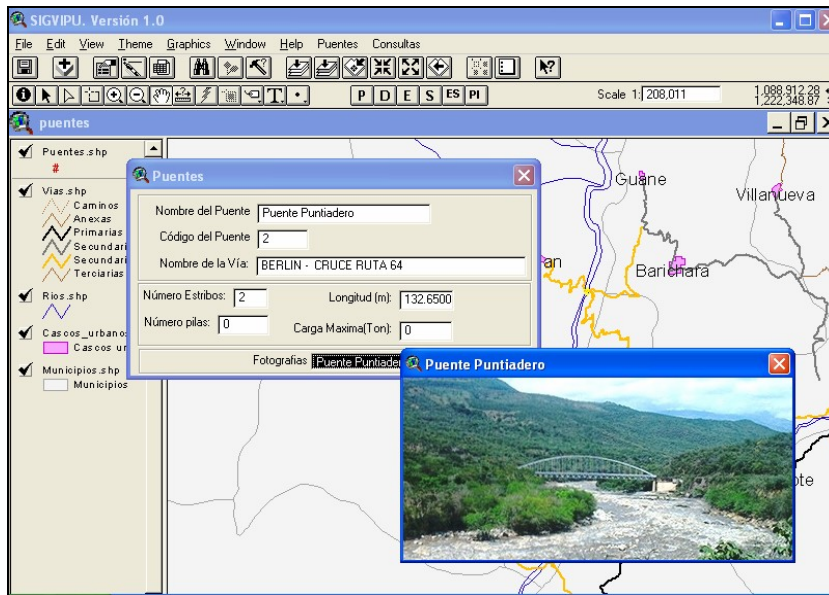 SIGVIPU. Versión 1.0
File Edit View Theme Graphics Window Help Puentes Consultas
P D E S ES PI
Scale 1: 208,011
1,088,912.28
1,222,348.87
puentes
Puentes.shp
#
Vias.shp
Caminos
Anexas
Primarias
Secundari
Secundari
Terciarias
Rios.shp
Cascos_urbanos
Cascos ur
Municipios.shp
Municipios
Puentes
Nombre del Puente Puente Puntiadero
Código del Puente 2
Nombre de la Vía: BERLIN - CRUCE RUTA 64
Número Estribos: 2 Longitud (m): 132.6500
Número pilas: 0 Carga Maxima(Ton): 0
Fotografias Puente Puntiader
Puente Puntiadero
Guane
Villanueva
an
Barichara
ote